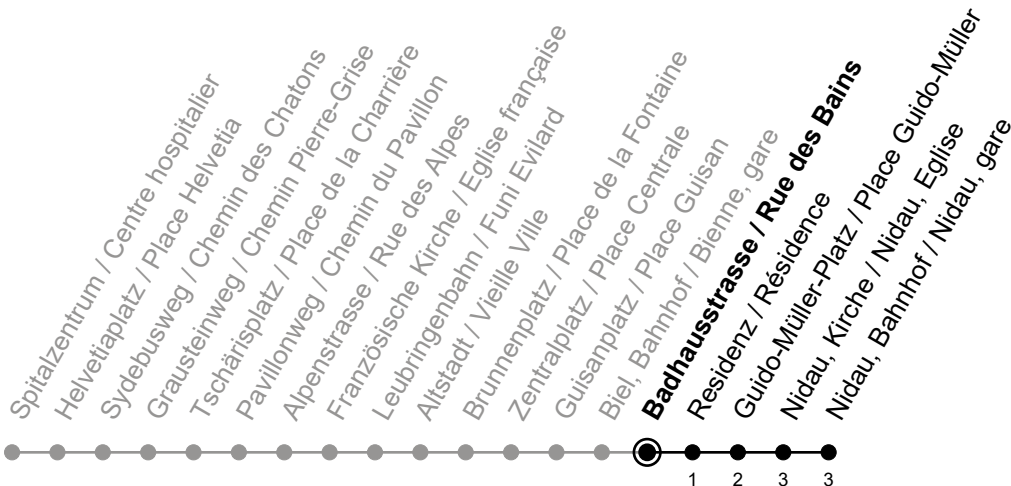 Spitalzentrum / Centre hospitalier
Helvetiaplatz / Place Helvetia
Sydebusweg / Chemin des Chatons
Grausteinweg / Chemin Pierre-Grise
Tschärisplatz / Place de la Charrière
Pavillonweg / Chemin du Pavillon
Alpenstrasse / Rue des Alpes
Französische Kirche / Eglise française
Leubringenbahn / Funi Evilard
Altstadt / Vieille Ville
Brunnenplatz / Place de la Fontaine
Zentralplatz / Place Centrale
Guisanplatz / Place Guisan
Biel, Bahnhof / Bienne, gare
Badhausstrasse / Rue des Bains
Residenz / Résidence
Guido-Müller-Platz / Place Guido-Müller
Nidau, Kirche / Nidau, Eglise
Nidau, Bahnhof / Nidau, gare
1 2 3 3